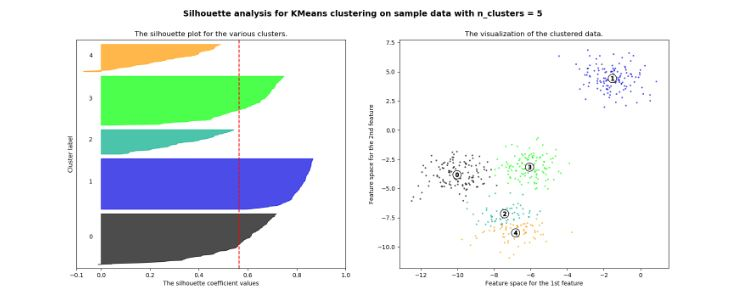 Silhouette analysis for KMeans clustering on sample data with n_clusters = 5
The silhouette plot for the various clusters.
4
3
2
1
0
Cluster label
−0.1 0.0 0.2 0.4 0.6 0.8 1.0
The silhouette coefficient values
The visualization of the clustered data.
7.5
5.0
2.5
0.0
−2.5
−5.0
−7.5
−10.0
Feature space for the 2nd feature
1
3
0
2
4
−12 −10 −8 −6 −4 −2 0
Feature space for the 1st feature